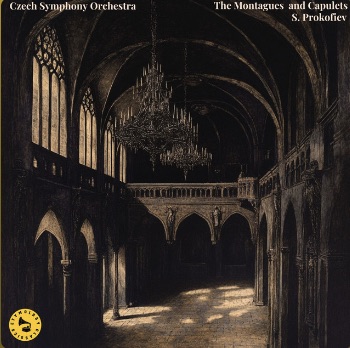 Czech Symphony Orchestra
The Montagues and Capulets
S. Prokofiev